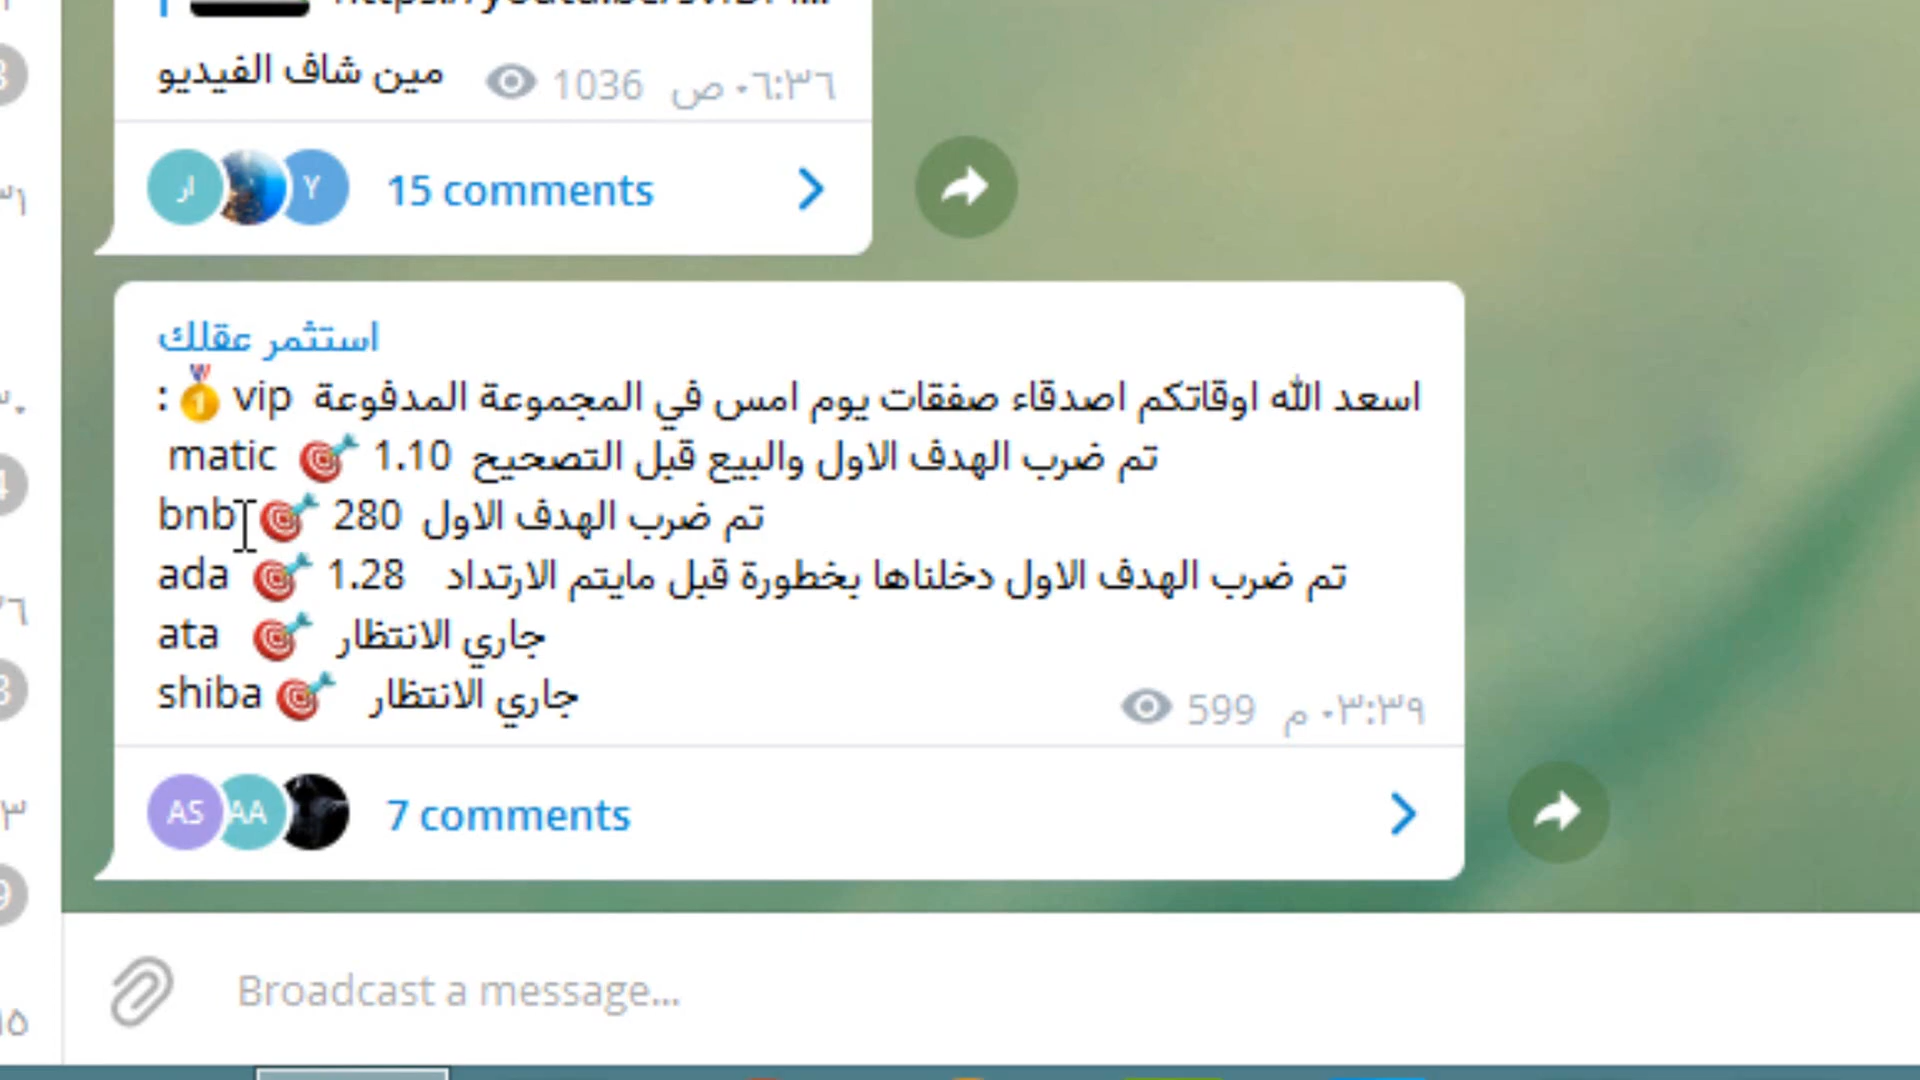 مين شاف الفيديو
1036 ٠٦:٣٦ ص
ار Y 15 comments
استثمر عقلك
اسعد الله اوقاتكم اصدقاء صفقات يوم امس في المجموعة المدفوعة vip 🥇 :
matic 🎯 1.10 تم ضرب الهدف الاول والبيع قبل التصحيح
bnb 🎯 280 تم ضرب الهدف الاول
ada 🎯 1.28 تم ضرب الهدف الاول دخلناها بخطورة قبل مايتم الارتداد
ata 🎯 جاري الانتظار
shiba 🎯 جاري الانتظار
599 ٠٣:٣٩ م
AS AA 7 comments
Broadcast a message...